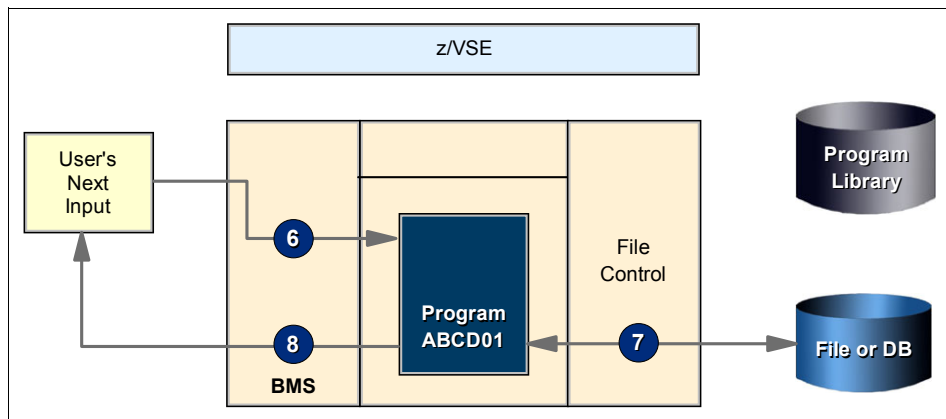 z/VSE
User's
Next
Input
6
Program
ABCD01
8
BMS
File
Control
7
Program
Library
File or DB